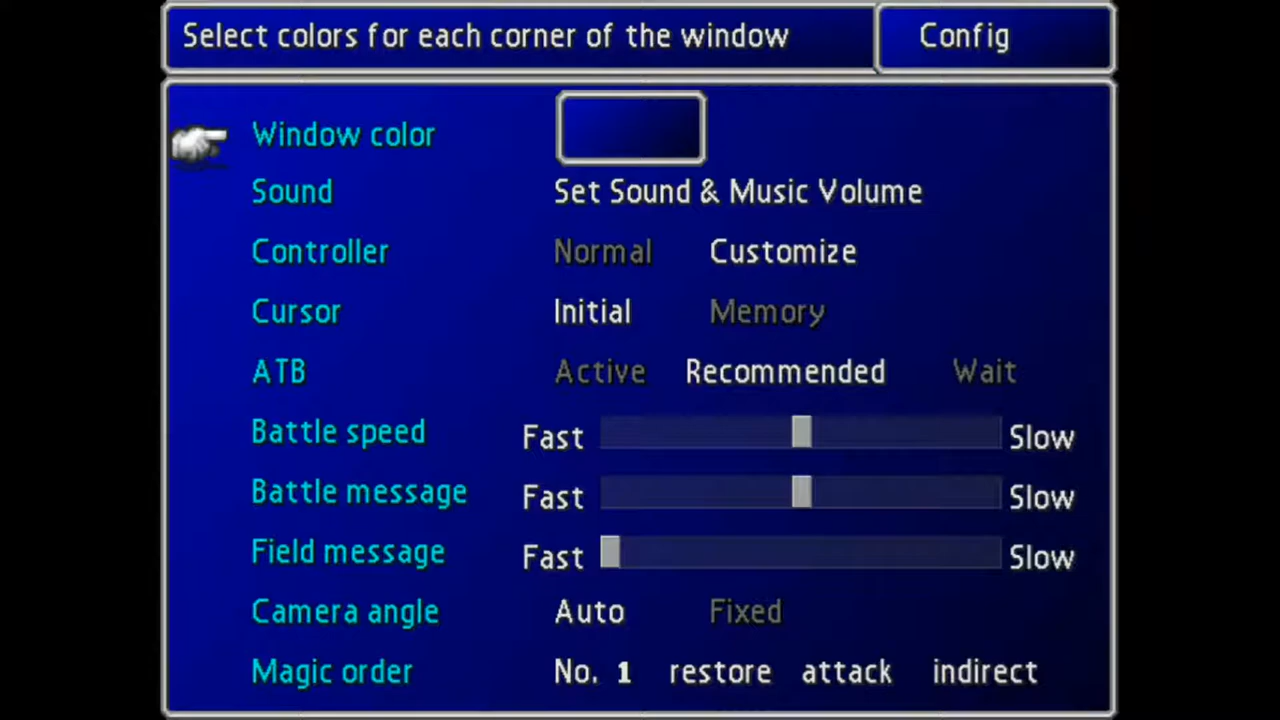 Select colors for each corner of the window Config
Window color
Sound Set Sound & Music Volume
Controller Normal Customize
Cursor Initial Memory
ATB Active Recommended Wait
Battle speed Fast Slow
Battle message Fast Slow
Field message Fast Slow
Camera angle Auto Fixed
Magic order No. 1 restore attack indirect